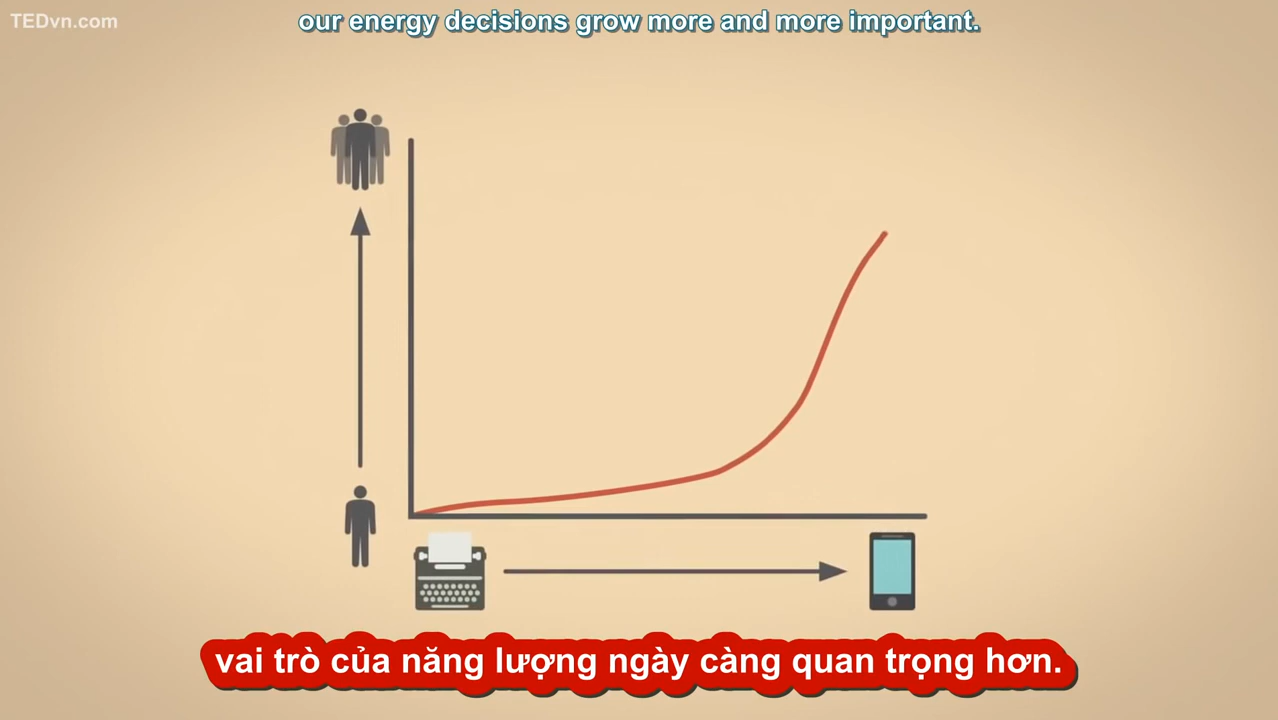 TEDvn.com
our energy decisions grow more and more important.
vai trò của năng lượng ngày càng quan trọng hơn.